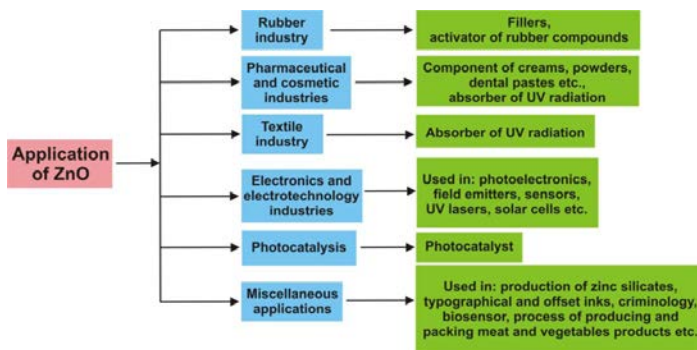 Application
of ZnO
Rubber
industry
Fillers,
activator of rubber compounds
Pharmaceutical
and cosmetic
industries
Component of creams, powders,
dental pastes etc.,
absorber of UV radiation
Textile
industry
Absorber of UV radiation
Electronics and
electrotechnology
industries
Used in: photoelectronics,
field emitters, sensors,
UV lasers, solar cells etc.
Photocatalysis
Photocatalyst
Miscellaneous
applications
Used in: production of zinc silicates,
typographical and offset inks, criminology,
biosensor, process of producing and
packing meat and vegetables products etc.